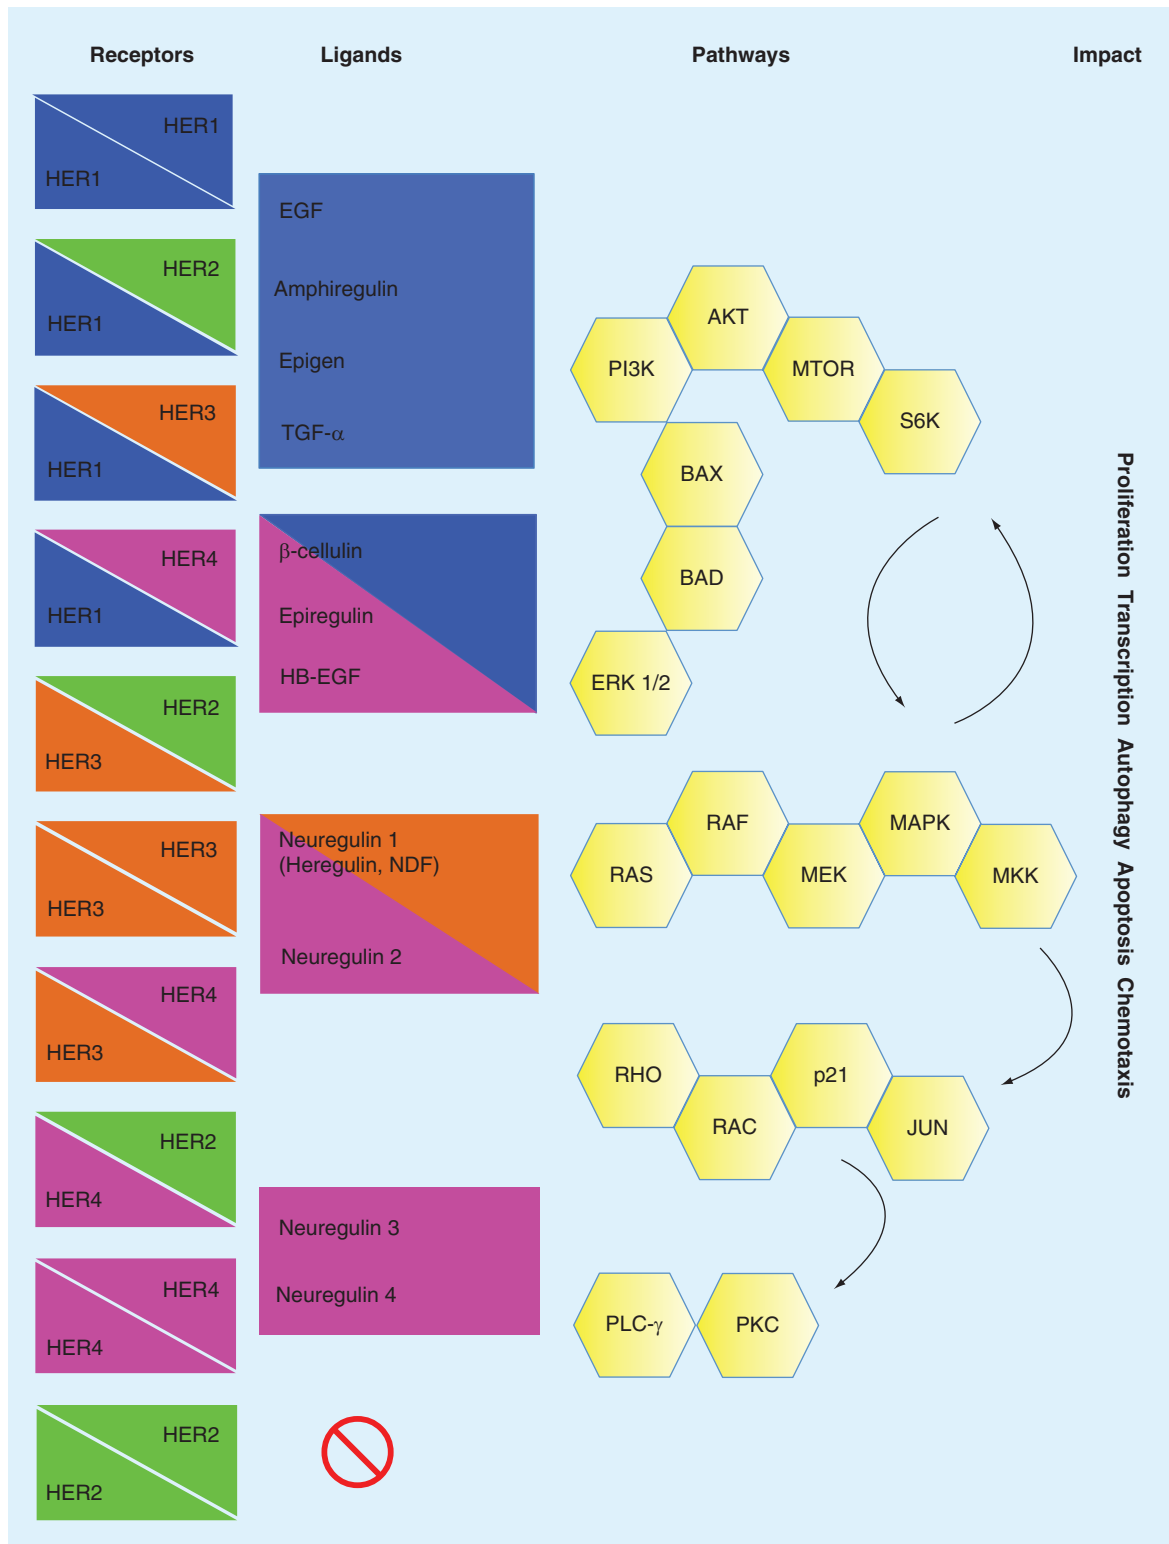 Receptors
Ligands
Pathways
Impact
HER1
HER1
HER2
HER1
HER3
HER1
HER4
HER1
HER2
HER3
HER3
HER3
HER4
HER3
HER2
HER4
HER4
HER4
HER2
HER2
EGF
Amphiregulin
Epigen
TGF-α
β-cellulin
Epiregulin
HB-EGF
Neuregulin 1
(Heregulin, NDF)
Neuregulin 2
Neuregulin 3
Neuregulin 4
PI3K
AKT
MTOR
S6K
BAX
BAD
ERK 1/2
RAS
RAF
MEK
MAPK
MKK
RHO
RAC
p21
JUN
PLC-γ
PKC
Proliferation Transcription Autophagy Apoptosis Chemotaxis